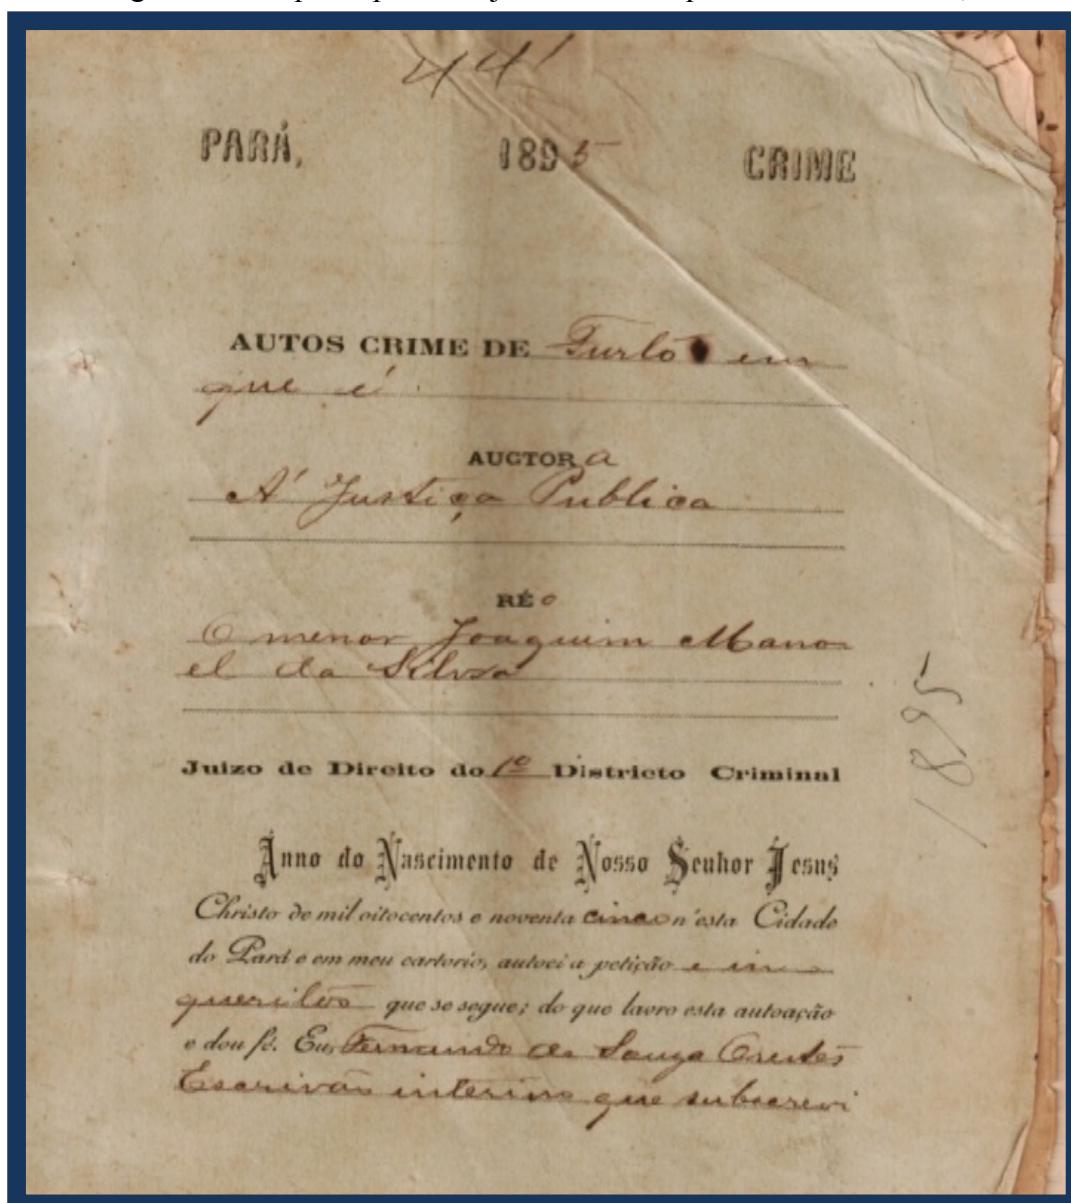 441
PARÁ, 1895 CRIME
AUTOS CRIME DE Furto em
que é
AUCTORa
A' Justiça Publica
RÉo
O menor Joaquim Mano
el da Silva
1895
Juizo de Direito do 1º Districto Criminal
Anno do Nascimento de Nosso Senhor Jesus
Christo de mil oitocentos e noventa cinco n'esta Cidade
do Pará e em meu cartorio, autoei a petição e in
querito que se segue; do que lavro esta autoação
e dou fé. Eu, Fernando de Souza
Escrivão interino que subscrevi